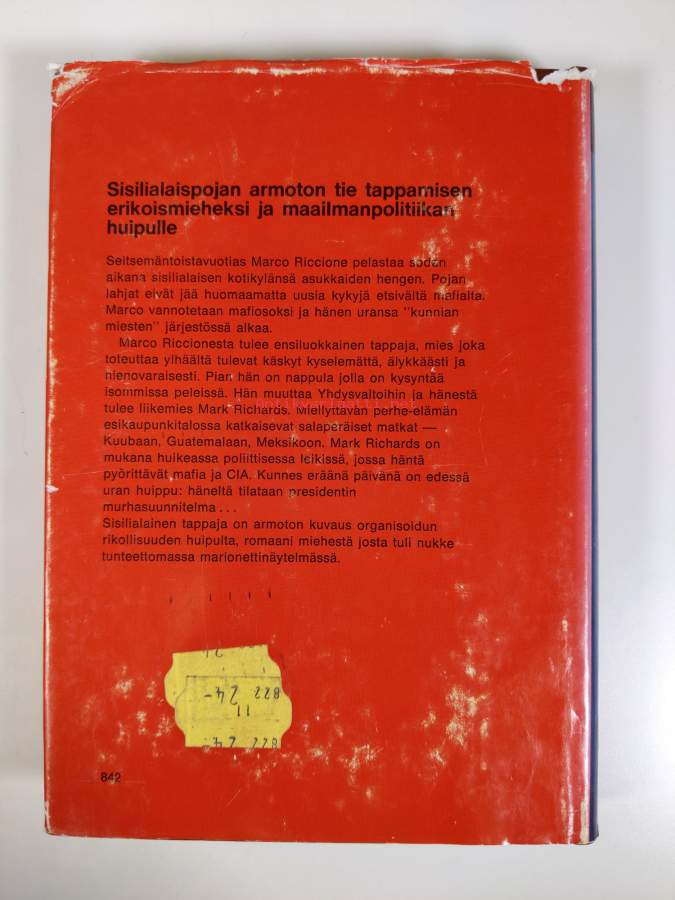 Sisilialaispojan armoton tie tappamisen
erikoismieheksi ja maailmanpolitiikan
huipulle
Seitsemäntoistavuotias Marco Riccione pelastaa sodan
aikana sisilialaisen kotikylänsä asukkaiden hengen. Pojan
lahjat eivät jää huomaamatta uusia kykyjä etsivältä mafialta.
Marco vannotetaan mafiosoksi ja hänen uransa "kunnian
miesten" järjestössä alkaa.
Marco Riccionesta tulee ensiluokkainen tappaja, mies joka
toteuttaa ylhäältä tulevat käskyt kyselemättä, älykkäästi ja
hienovaraisesti. Pian hän on nappula jolla on kysyntää
isommissa peleissä. Hän muuttaa Yhdysvaltoihin ja hänestä
tulee liikemies Mark Richards. Miellyttävän perhe-elämän
esikaupunkitalossa katkaisevat salaperäiset matkat —
Kuubaan, Guatemalaan, Meksikoon. Mark Richards on
mukana huikeassa poliittisessa leikissä, jossa häntä
pyörittävät mafia ja CIA. Kunnes eräänä päivänä on edessä
uran huippu: häneltä tilataan presidentin
murhasuunnitelma . . .
Sisilialainen tappaja on armoton kuvaus organisoidun
rikollisuuden huipulta, romaani miehestä josta tuli nukke
tunteettomassa marionettinäytelmässä.
24
822 24-
11
822 24-
842